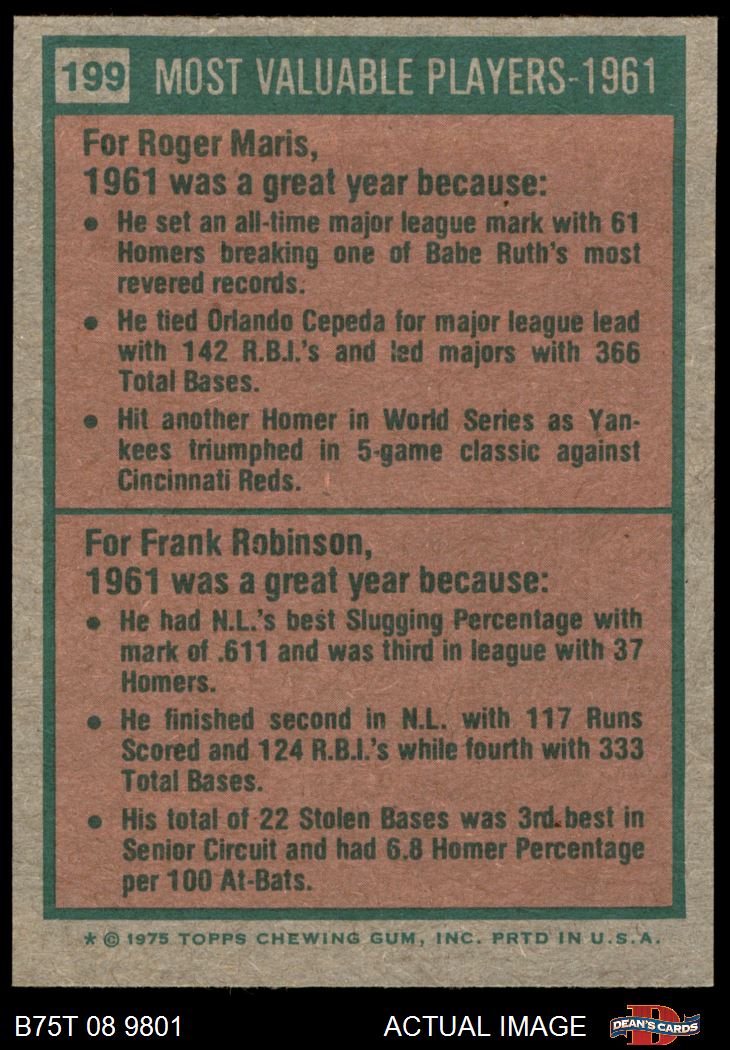 199 MOST VALUABLE PLAYERS-1961
For Roger Maris,
1961 was a great year because:
• He set an all-time major league mark with 61
Homers breaking one of Babe Ruth's most
revered records.
• He tied Orlando Cepeda for major league lead
with 142 R.B.I.'s and led majors with 366
Total Bases.
• Hit another Homer in World Series as Yan-
kees triumphed in 5-game classic against
Cincinnati Reds.
For Frank Robinson,
1961 was a great year because:
• He had N.L.'s best Slugging Percentage with
mark of .611 and was third in league with 37
Homers.
• He finished second in N.L. with 117 Runs
Scored and 124 R.B.I.'s while fourth with 333
Total Bases.
• His total of 22 Stolen Bases was 3rd best in
Senior Circuit and had 6.8 Homer Percentage
per 100 At-Bats.
* © 1975 TOPPS CHEWING GUM, INC. PRTD IN U.S.A.
B75T 08 9801 ACTUAL IMAGE D DEAN'S CARDS